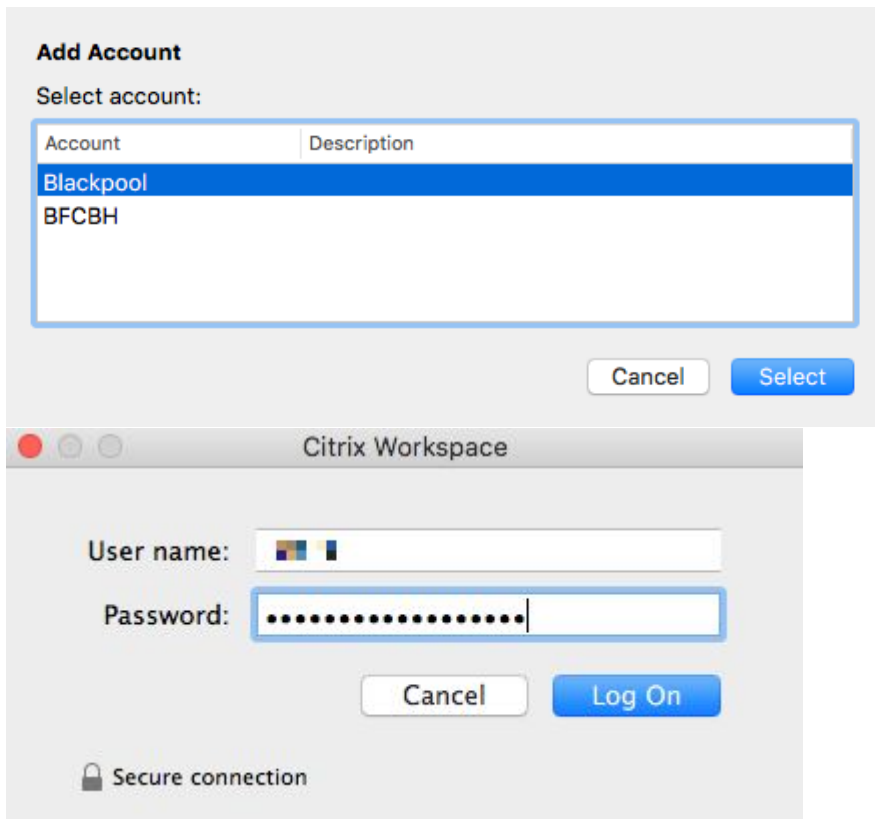 Add Account
Select account:
Account Description
Blackpool
BFCBH
Cancel Select
Citrix Workspace
User name:
Password: ••••••••••••••••••
Cancel Log On
Secure connection